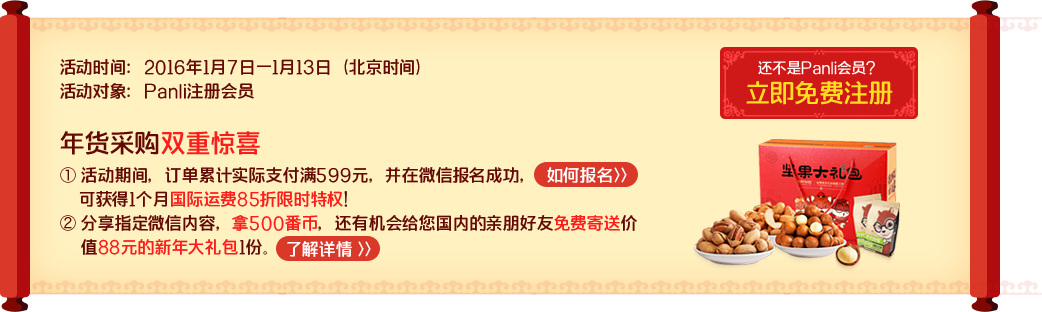 活动时间：2016年1月7日—1月13日（北京时间）
活动对象：Panli注册会员
还不是Panli会员？
立即免费注册
年货采购双重惊喜
① 活动期间，订单累计实际支付满599元，并在微信报名成功， 如何报名>>
可获得1个月国际运费85折限时特权!
② 分享指定微信内容，拿500番币，还有机会给您国内的亲朋好友免费寄送价
值88元的新年大礼包1份。 了解详情 >>
坚果大礼包